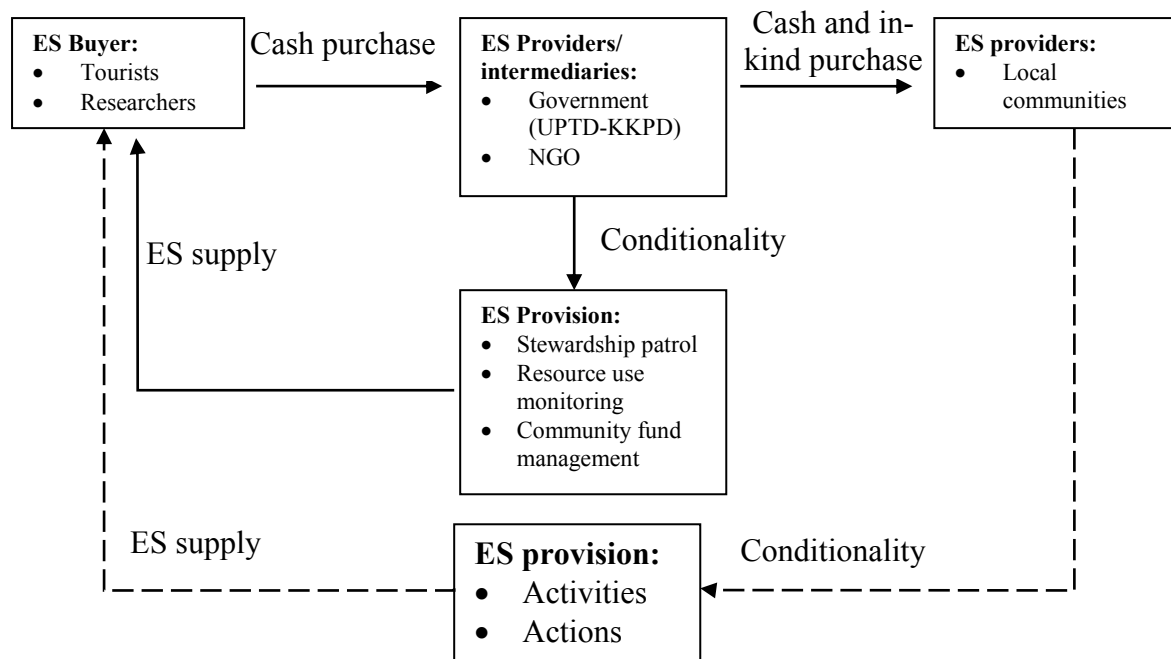 ES Buyer:
• Tourists
• Researchers
Cash purchase
ES Providers/
intermediaries:
• Government
(UPTD-KKPD)
• NGO
Cash and in-
kind purchase
ES providers:
• Local
communities
ES supply
Conditionality
ES Provision:
• Stewardship patrol
• Resource use
monitoring
• Community fund
management
ES supply
ES provision:
• Activities
• Actions
Conditionality